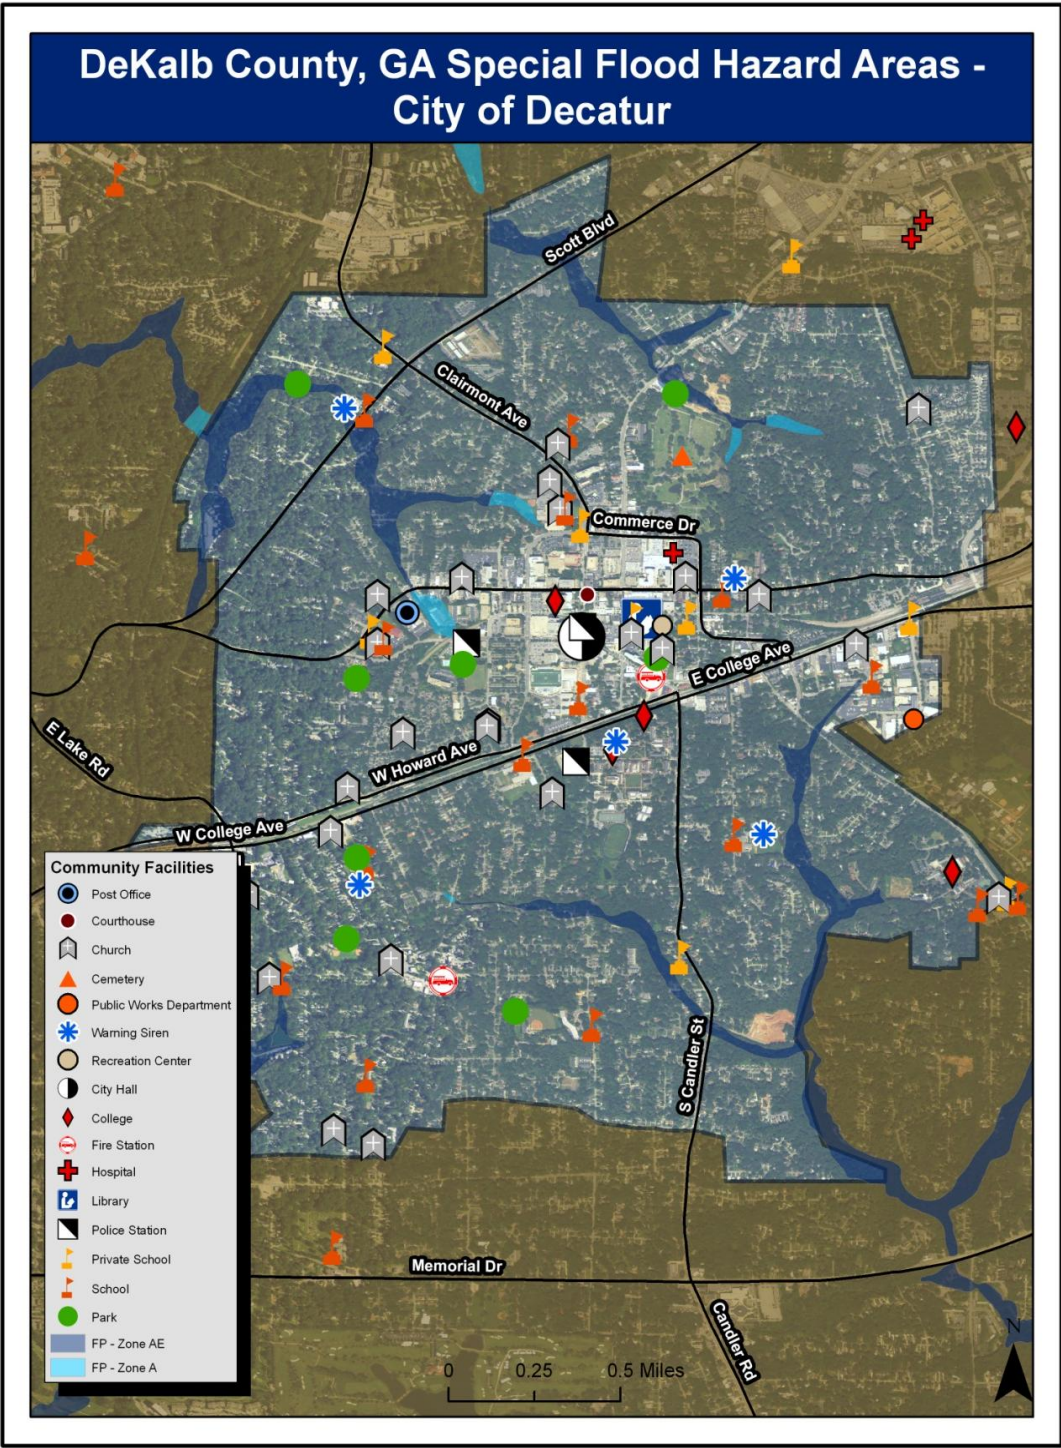 DeKalb County, GA Special Flood Hazard Areas -
City of Decatur
Scott Blvd
Clairmont Ave
Commerce Dr
E College Ave
E Lake Rd
W Howard Ave
W College Ave
Community Facilities
Post Office
Courthouse
Church
Cemetery
Public Works Department
Warning Siren
Recreation Center
City Hall
College
Fire Station
Hospital
Library
Police Station
Private School
School
Park
FP - Zone AE
FP - Zone A
S Candler St
Memorial Dr
Candler Rd
N
0 0.25 0.5 Miles